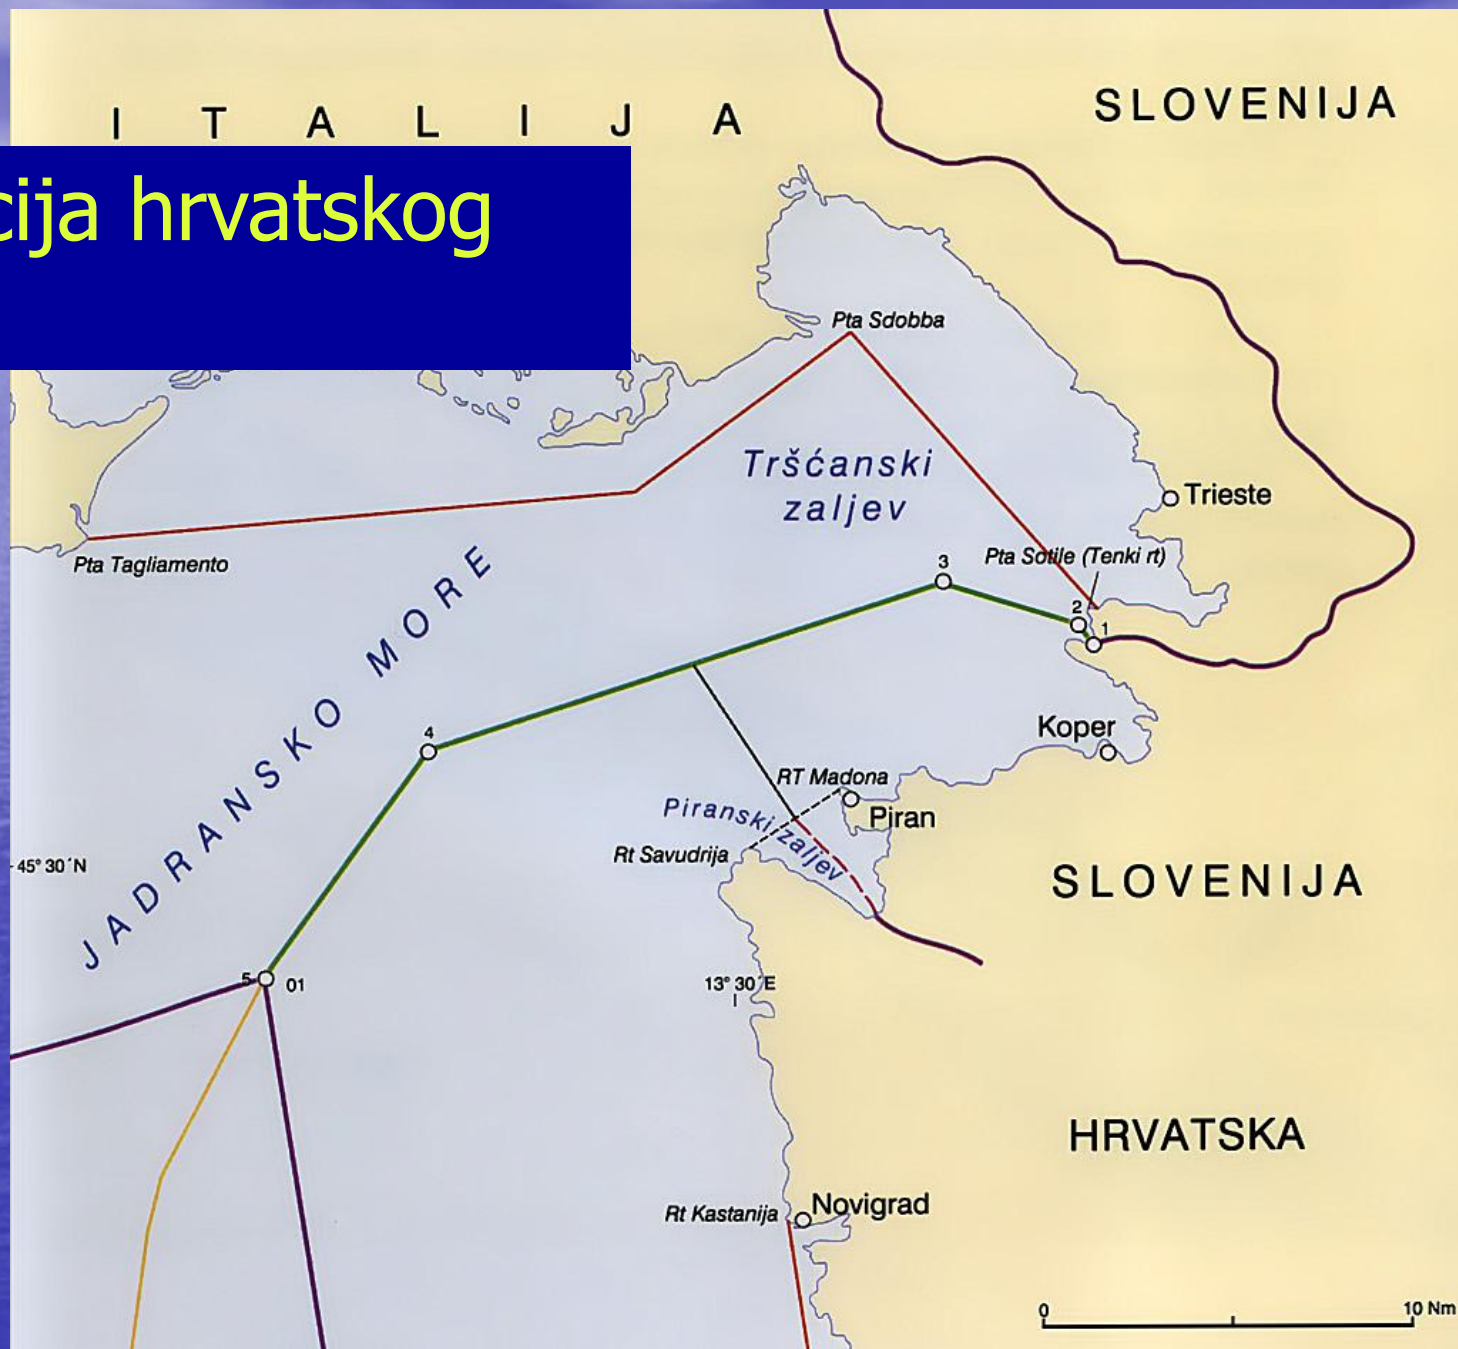 I T A L I J A
SLOVENIJA
cija hrvatskog
Pta Sdobba
Tršćanski
zaljev
Trieste
Pta Tagliamento
Pta Sotile (Tenki rt)
3
2
1
JADRANSKO MORE
4
Koper
RT Madona
Piran
Piranski zaljev
Rt Savudrija
45° 30´N
SLOVENIJA
5
01
13° 30´E
HRVATSKA
Rt Kastanija
Novigrad
0
10 Nm